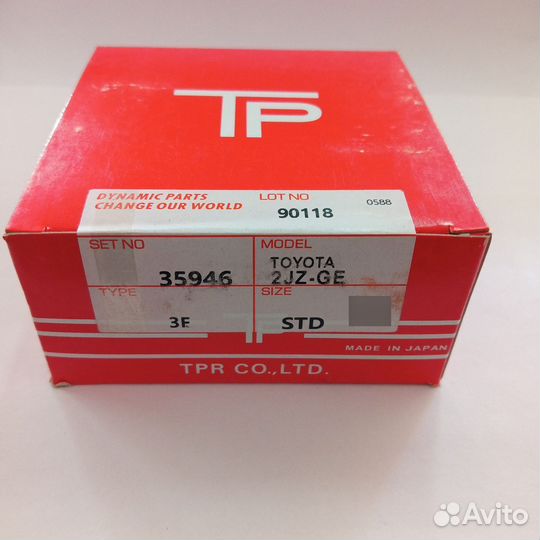 TP
DYNAMIC PARTS
CHANGE OUR WORLD
LOT NO
90118
0588
SET NO
35946
MODEL
TOYOTA
2JZ-GE
TYPE
3F
SIZE
STD
MADE IN JAPAN
TPR CO.,LTD.
Avito